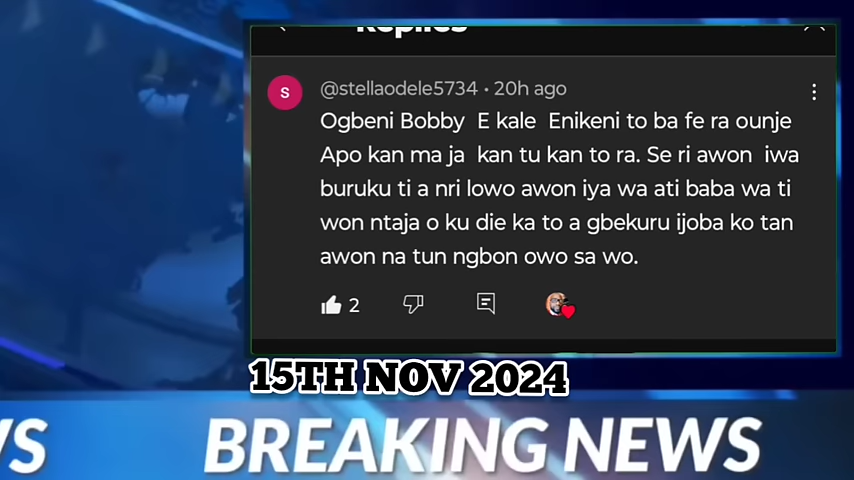 Replies
S
@stellaodele5734 • 20h ago
Ogbeni Bobby E kale Enikeni to ba fe ra ounje
Apo kan ma ja kan tu kan to ra. Se ri awon iwa
buruku ti a nri lowo awon iya wa ati baba wa ti
won ntaja o ku die ka to a gbekuru ijoba ko tan
awon na tun ngbon owo sa wo.
2
15TH NOV 2024
BREAKING NEWS